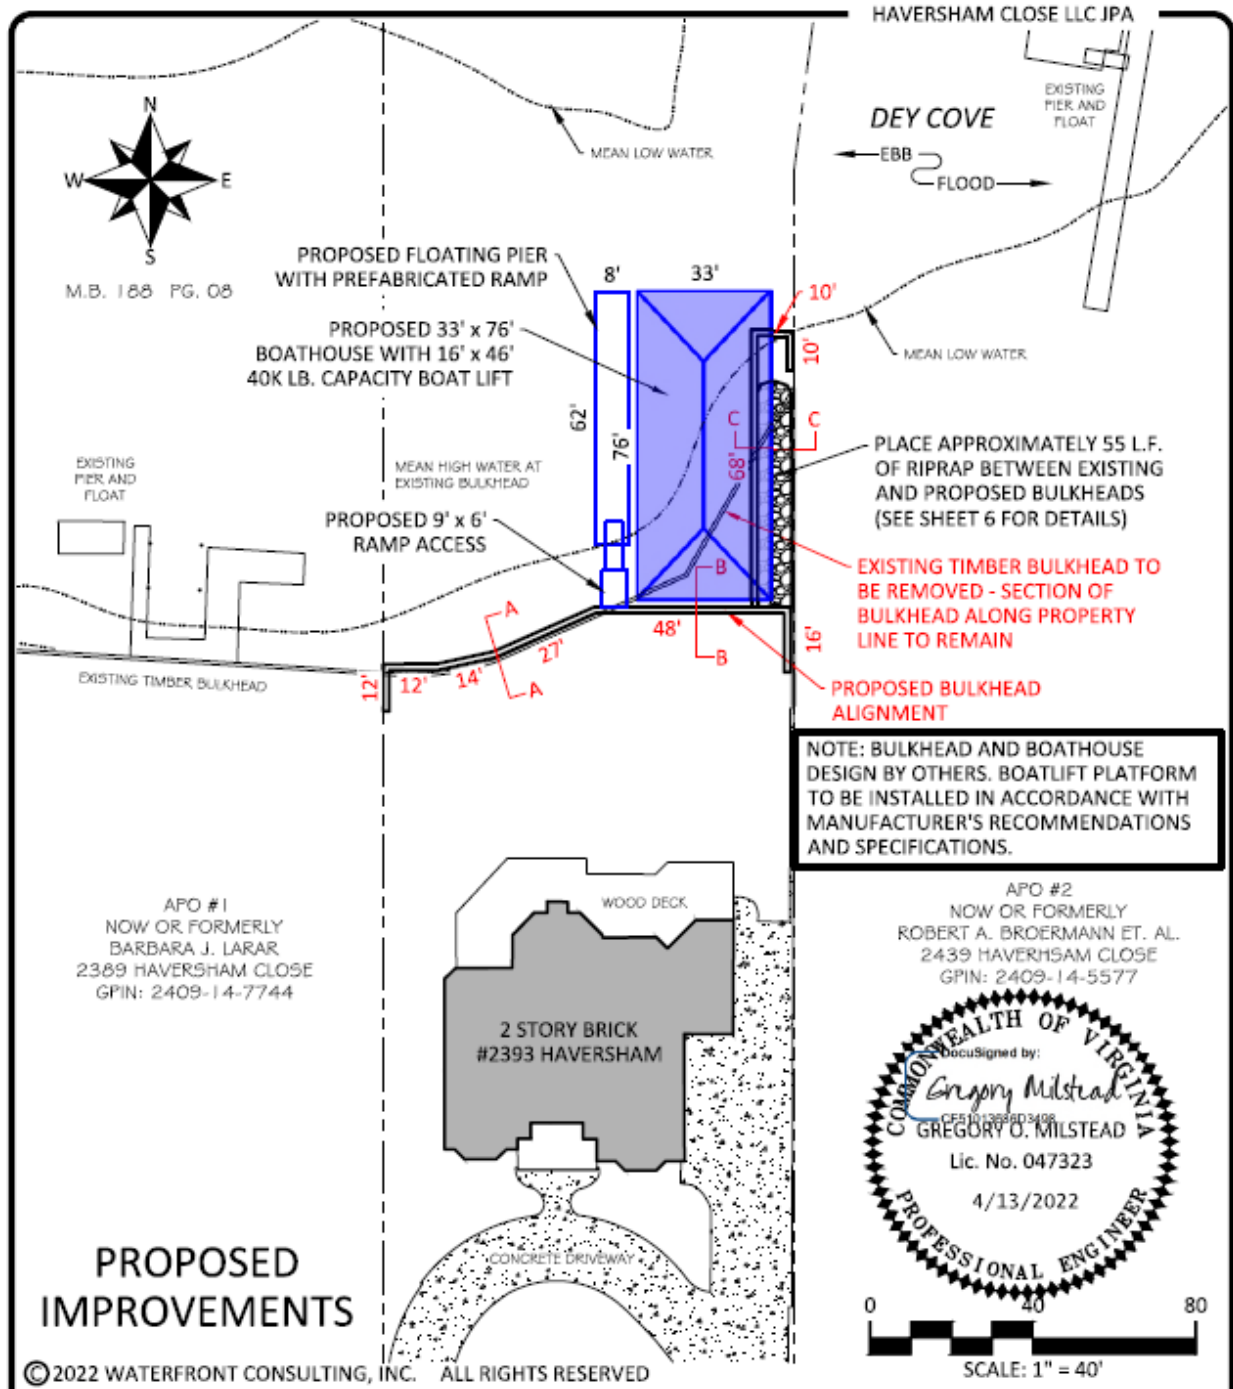 HAVERSHAM CLOSE LLC JPA
N
W
E
S
M.B. 188 PG. 08
MEAN LOW WATER
DEY COVE
EBB
FLOOD
EXISTING
PIER AND
FLOAT
PROPOSED FLOATING PIER
WITH PREFABRICATED RAMP
8'
33'
10'
10'
PROPOSED 33' x 76'
BOATHOUSE WITH 16' x 46'
40K LB. CAPACITY BOAT LIFT
MEAN LOW WATER
62'
76'
68'
C
C
PLACE APPROXIMATELY 55 L.F.
OF RIPRAP BETWEEN EXISTING
AND PROPOSED BULKHEADS
(SEE SHEET 6 FOR DETAILS)
EXISTING
PIER AND
FLOAT
MEAN HIGH WATER AT
EXISTING BULKHEAD
PROPOSED 9' x 6'
RAMP ACCESS
EXISTING TIMBER BULKHEAD TO
BE REMOVED - SECTION OF
BULKHEAD ALONG PROPERTY
LINE TO REMAIN
A
A
B
B
48'
16'
27'
14'
12'
12'
EXISTING TIMBER BULKHEAD
PROPOSED BULKHEAD
ALIGNMENT
NOTE: BULKHEAD AND BOATHOUSE
DESIGN BY OTHERS. BOATLIFT PLATFORM
TO BE INSTALLED IN ACCORDANCE WITH
MANUFACTURER'S RECOMMENDATIONS
AND SPECIFICATIONS.
APO #1
NOW OR FORMERLY
BARBARA J. LARAR
2389 HAVERSHAM CLOSE
GPIN: 2409-14-7744
WOOD DECK
2 STORY BRICK
#2393 HAVERSHAM
APO #2
NOW OR FORMERLY
ROBERT A. BROERMANN ET. AL.
2439 HAVERHSAM CLOSE
GPIN: 2409-14-5577
COMMONWEALTH OF VIRGINIA
DocuSigned by:
Gregory Milstead
CF51013686D3498...
GREGORY O. MILSTEAD
Lic. No. 047323
4/13/2022
PROFESSIONAL ENGINEER
CONCRETE DRIVEWAY
PROPOSED
IMPROVEMENTS
0 40 80
SCALE: 1" = 40'
© 2022 WATERFRONT CONSULTING, INC. ALL RIGHTS RESERVED